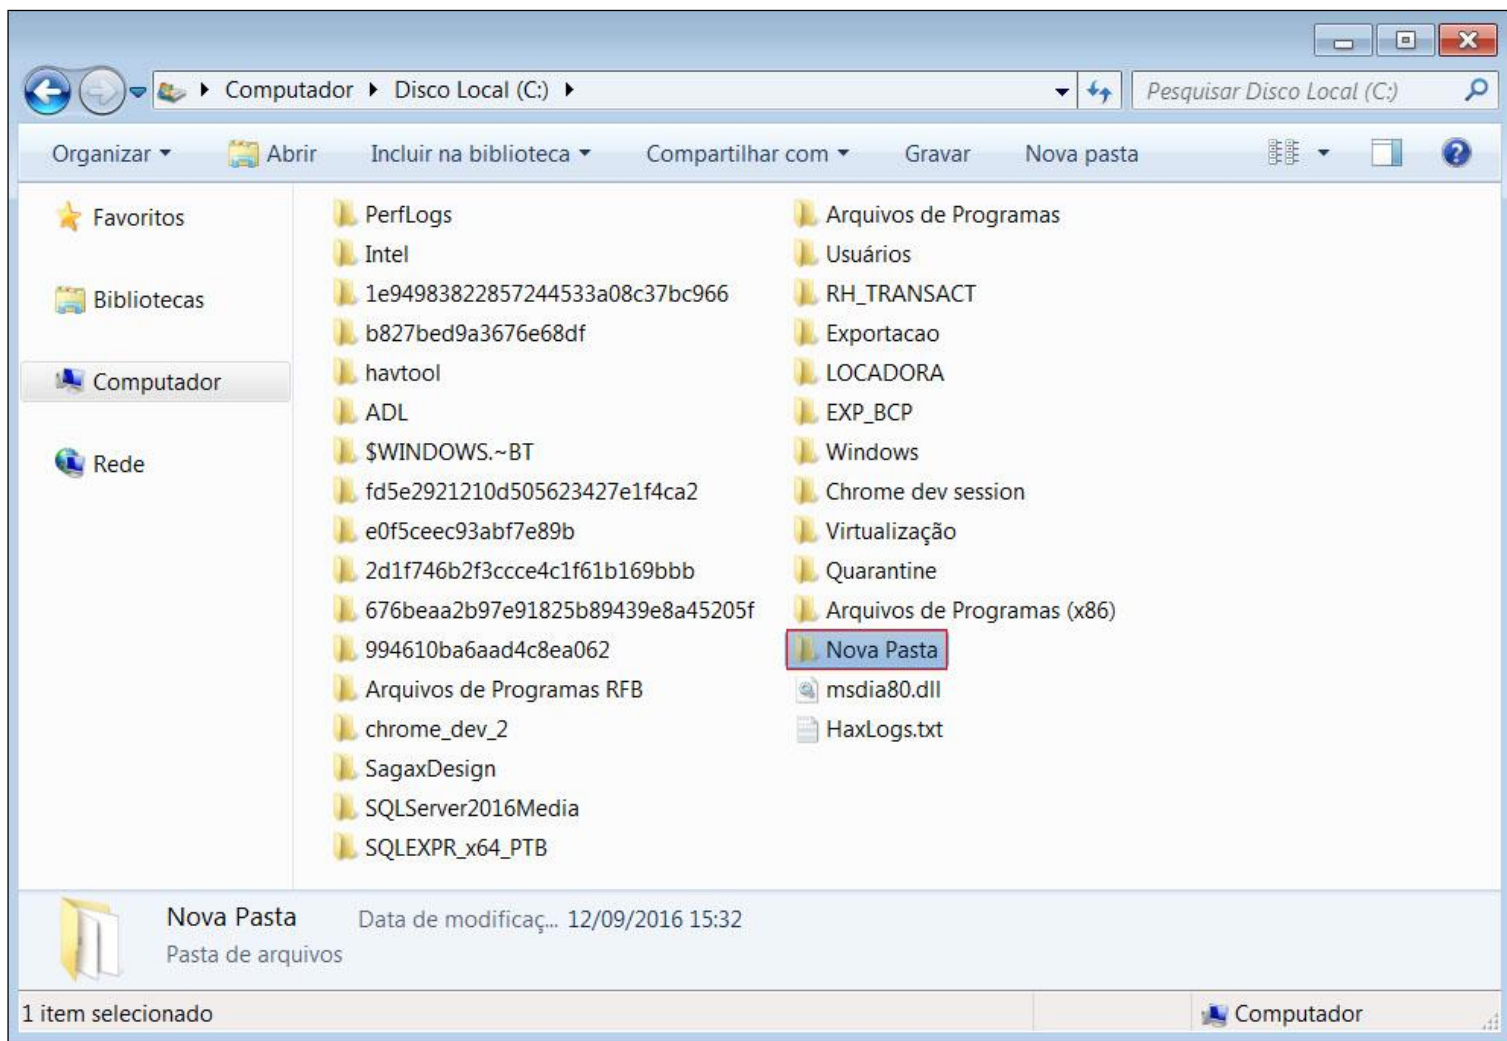 Computador Disco Local (C:)
Pesquisar Disco Local (C:)
Organizar Abrir Incluir na biblioteca Compartilhar com Gravar Nova pasta
Favoritos
Bibliotecas
Computador
Rede
PerfLogs
Intel
1e94983822857244533a08c37bc966
b827bed9a3676e68df
havtool
ADL
$WINDOWS.~BT
fd5e2921210d505623427e1f4ca2
e0f5ceec93abf7e89b
2d1f746b2f3ccce4c1f61b169bbb
676beaa2b97e91825b89439e8a45205f
994610ba6aad4c8ea062
Arquivos de Programas RFB
chrome_dev_2
SagaxDesign
SQLServer2016Media
SQLEXPR_x64_PTB
Arquivos de Programas
Usuários
RH_TRANSACT
Exportacao
LOCADORA
EXP_BCP
Windows
Chrome dev session
Virtualização
Quarantine
Arquivos de Programas (x86)
Nova Pasta
msdia80.dll
HaxLogs.txt
Nova Pasta Data de modificaç... 12/09/2016 15:32
Pasta de arquivos
1 item selecionado Computador